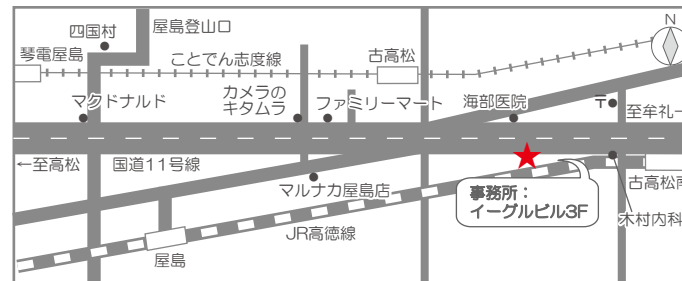 屋島登山口
四国村
N
琴電屋島
ことでん志度線
古高松
マクドナルド
カメラの
キタムラ
ファミリーマート
海部医院
〒
至牟礼
←至高松
国道11号線
マルナカ屋島店
事務所：
イーグルビル3F
古高松南
木村内科
JR高徳線
屋島